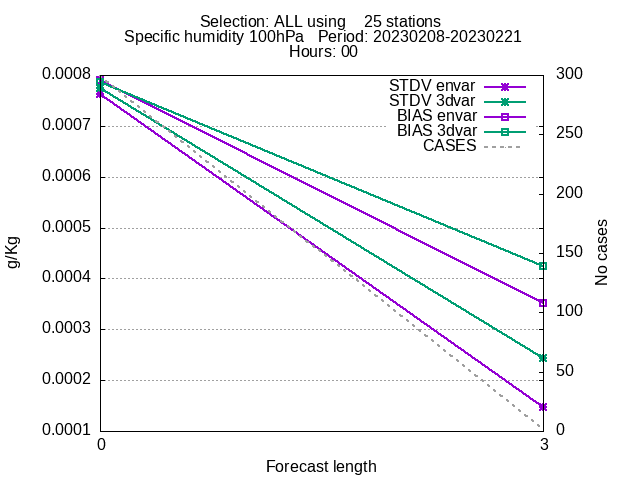 Selection: ALL using    25 stations
Specific humidity 100hPa   Period: 20230208-20230221
Hours: 00
0.0008
0.0007
0.0006
0.0005
0.0004
0.0003
0.0002
0.0001
g/Kg
STDV envar
STDV 3dvar
BIAS envar
BIAS 3dvar
CASES
300
250
200
150
100
50
0
No cases
0
3
Forecast length